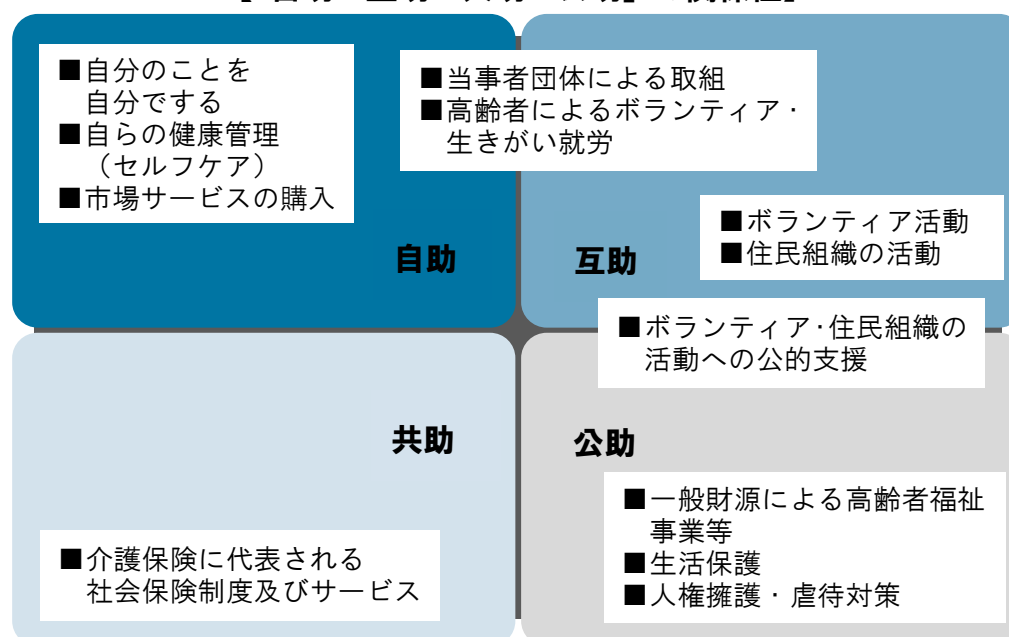 ■自分のことを
自分でする
■自らの健康管理
（セルフケア）
■市場サービスの購入
■当事者団体による取組
■高齢者によるボランティア・
生きがい就労
■ボランティア活動
■住民組織の活動
自助
互助
■ボランティア・住民組織の
活動への公的支援
共助
公助
■介護保険に代表される
社会保険制度及びサービス
■一般財源による高齢者福祉
事業等
■生活保護
■人権擁護・虐待対策